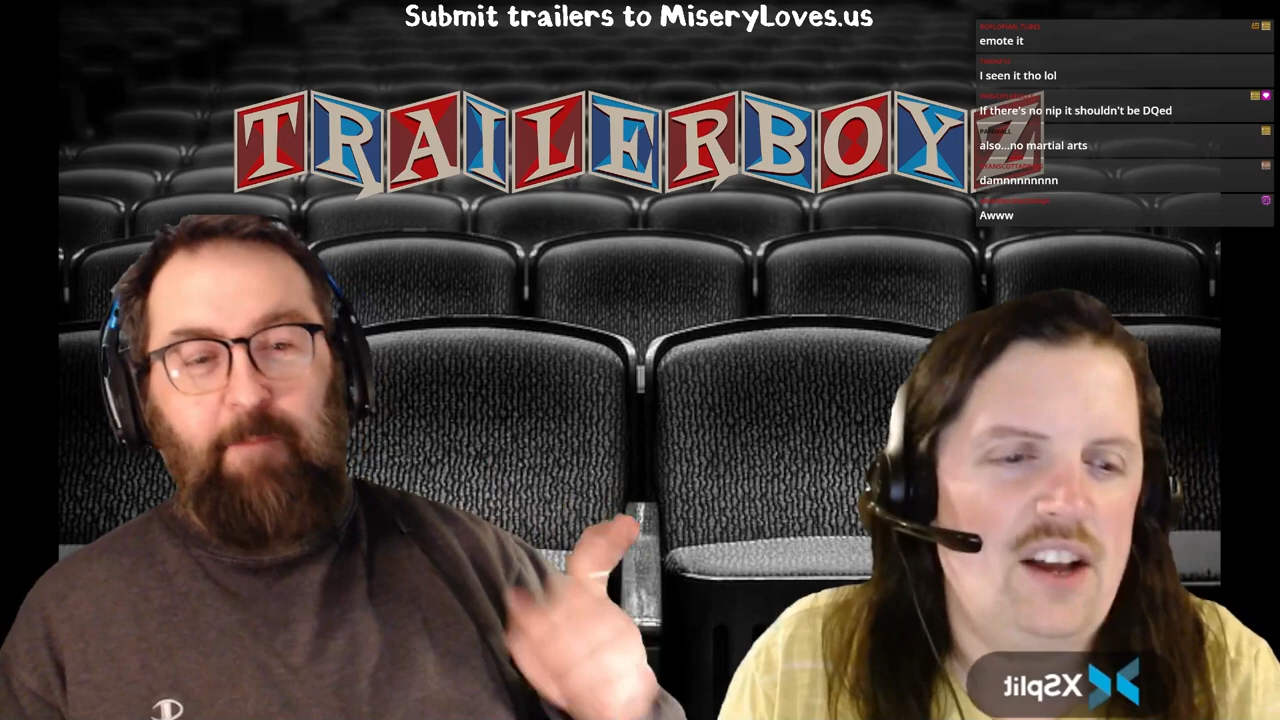 Submit trailers to MiseryLoves.us
TRAILERBOYZ
emote it
I seen it tho lol
If there's no nip it shouldn't be DQed
also...no martial arts
damnnnnnnnn
Awww
XSplit